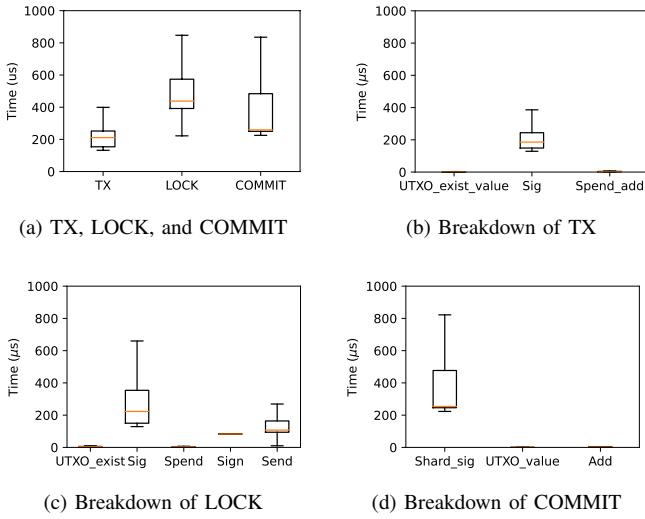 1000
800
600
400
200
0
Time (us)
TX LOCK COMMIT
(a) TX, LOCK, and COMMIT
1000
800
600
400
200
0
Time (μs)
UTXO_exist_value Sig Spend_add
(b) Breakdown of TX
1000
800
600
400
200
0
Time (μs)
UTXO_exist Sig Spend Sign Send
(c) Breakdown of LOCK
1000
800
600
400
200
0
Time (μs)
Shard_sig UTXO_value Add
(d) Breakdown of COMMIT